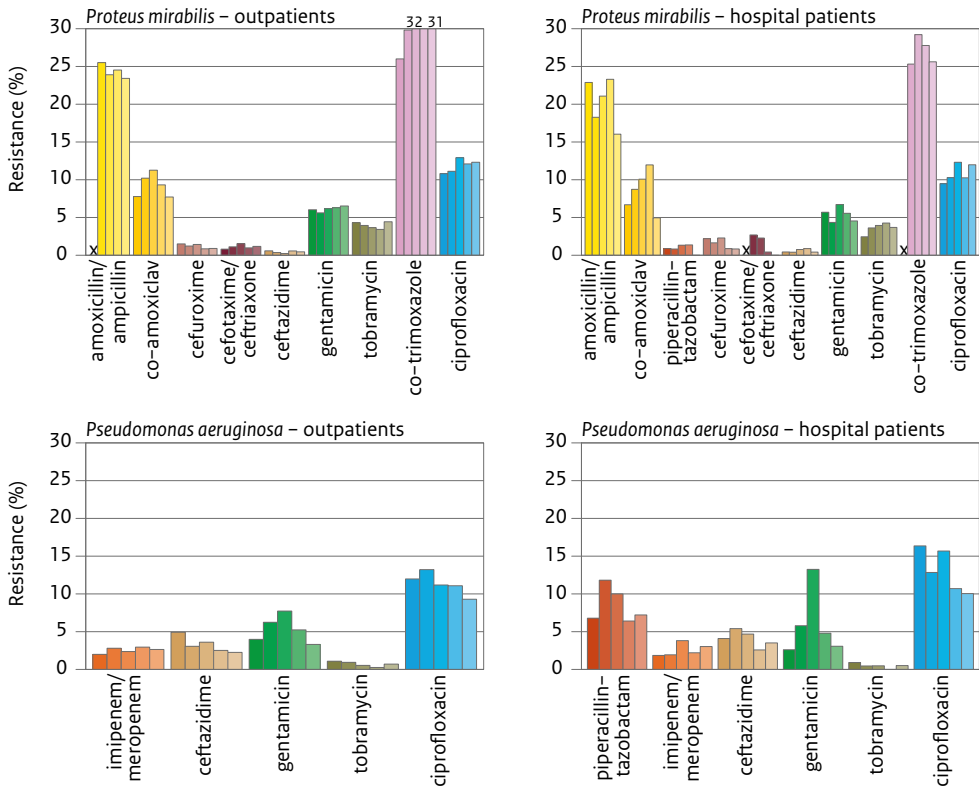 Proteus mirabilis – outpatients
32 31
30
25
20
15
10
5
0
Resistance (%)
x
amoxicillin/
ampicillin
co-amoxiclav
cefuroxime
cefotaxime/
ceftriaxone
ceftazidime
gentamicin
tobramycin
co-trimoxazole
ciprofloxacin
Proteus mirabilis – hospital patients
30
25
20
15
10
5
0
x
x
amoxicillin/
ampicillin
co-amoxiclav
piperacillin–
tazobactam
cefuroxime
cefotaxime/
ceftriaxone
ceftazidime
gentamicin
tobramycin
co-trimoxazole
ciprofloxacin
Pseudomonas aeruginosa – outpatients
30
25
20
15
10
5
0
Resistance (%)
imipenem/
meropenem
ceftazidime
gentamicin
tobramycin
ciprofloxacin
Pseudomonas aeruginosa – hospital patients
30
25
20
15
10
5
0
piperacillin–
tazobactam
imipenem/
meropenem
ceftazidime
gentamicin
tobramycin
ciprofloxacin